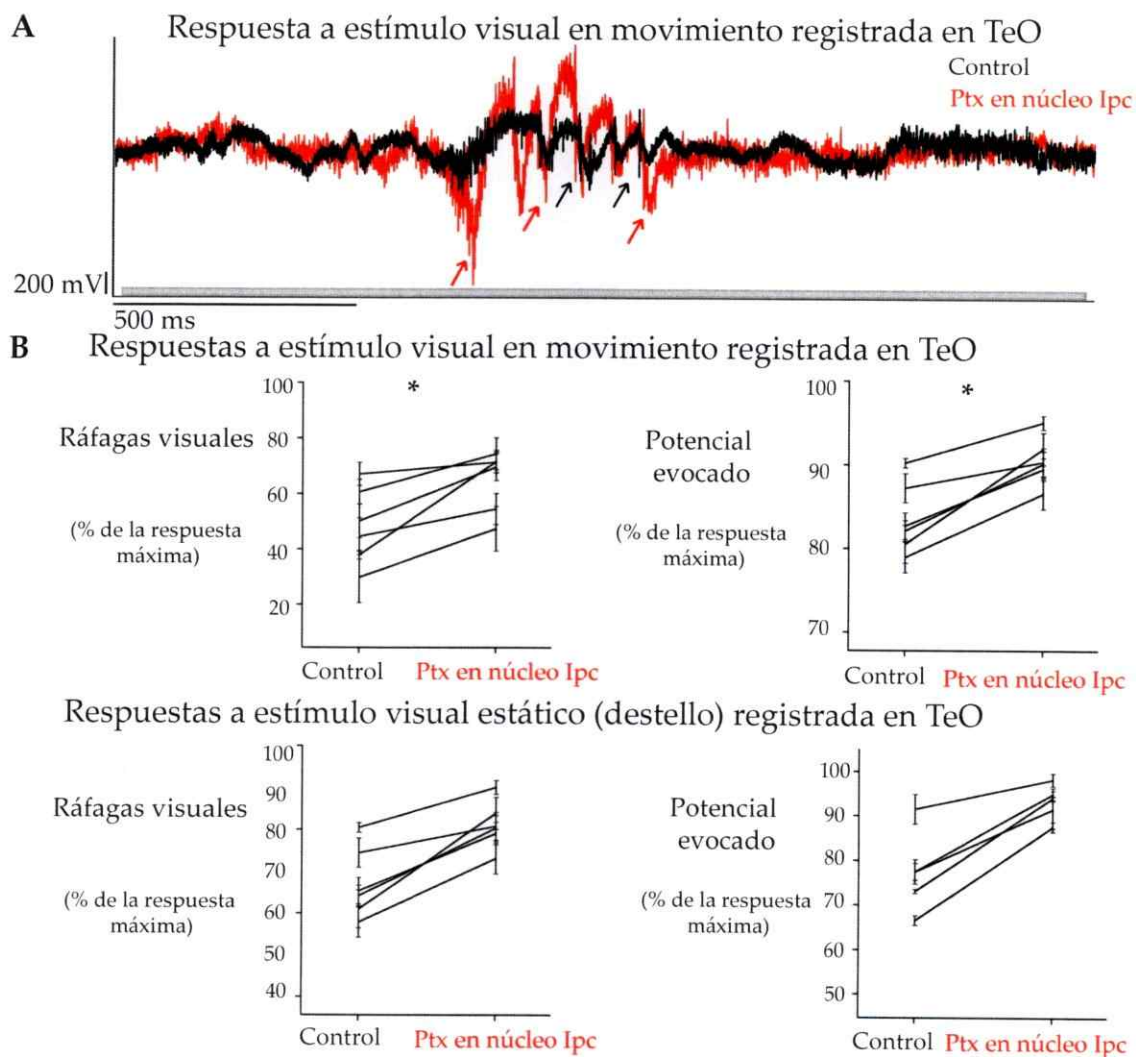 A Respuesta a estímulo visual en movimiento registrada en TeO
Control
Ptx en núcleo Ipc
200 mV
500 ms
B Respuestas a estímulo visual en movimiento registrada en TeO
Ráfagas visuales
(% de la respuesta
máxima)
100
80
60
40
20
*
Control Ptx en núcleo Ipc
Potencial
evocado
(% de la respuesta
máxima)
100
90
80
70
*
Control Ptx en núcleo Ipc
Respuestas a estímulo visual estático (destello) registrada en TeO
Ráfagas visuales
(% de la respuesta
máxima)
100
90
80
70
60
50
40
Control Ptx en núcleo Ipc
Potencial
evocado
(% de la respuesta
máxima)
100
90
80
70
60
50
Control Ptx en núcleo Ipc